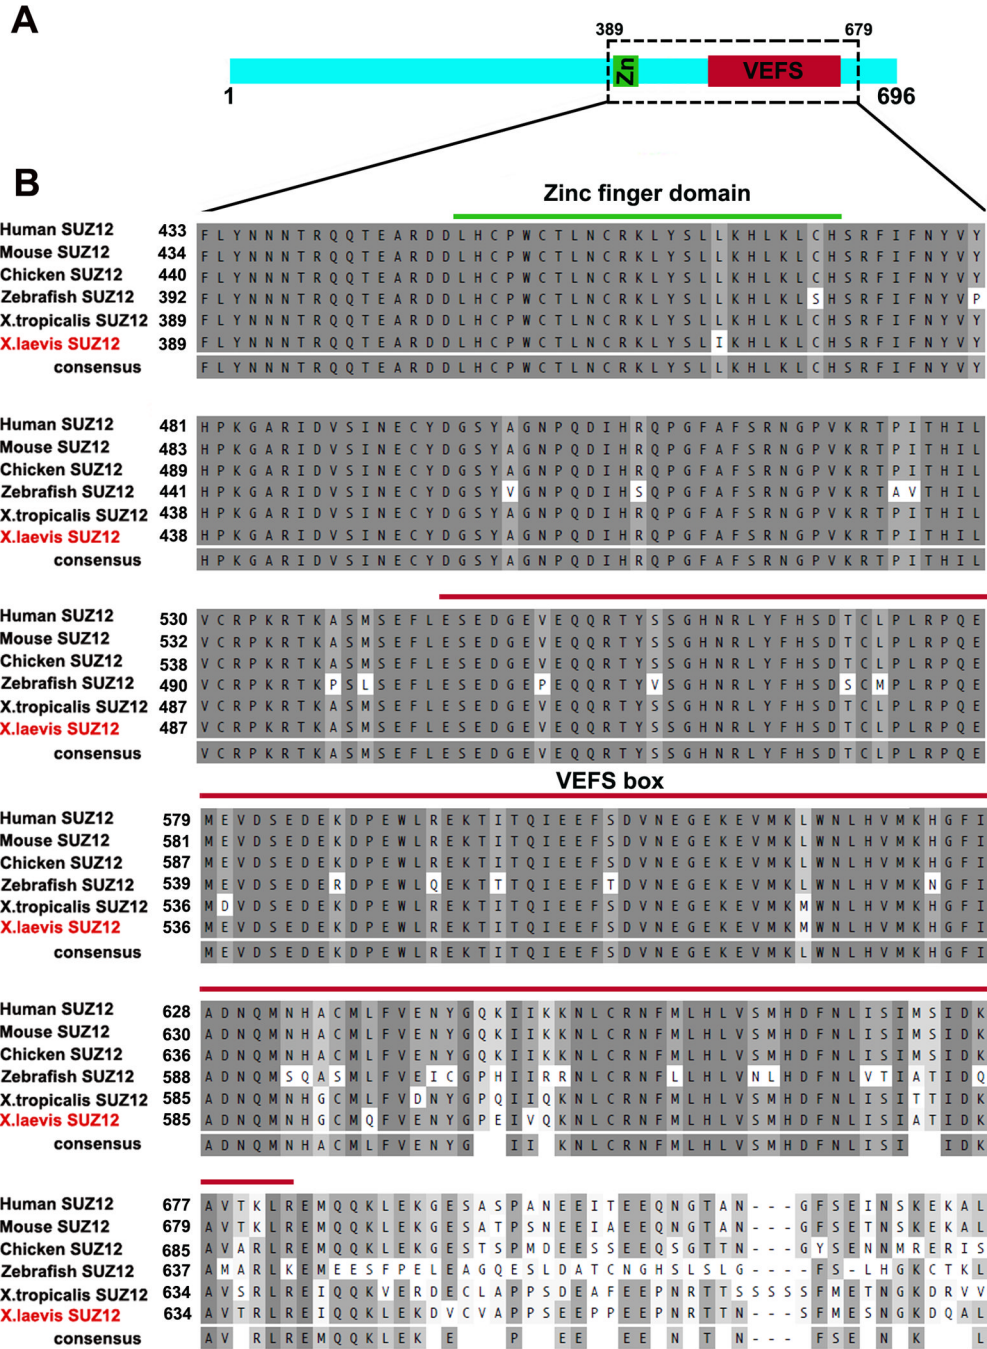 A
389 679
Zn VEFS
1 696
B
Zinc finger domain
Human SUZ12 433 FLYNNNTRQQTEARDDLHCPWCTLNCRKLYSLLKHLKLCHSRFIFNYVY
Mouse SUZ12 434 FLYNNNTRQQTEARDDLHCPWCTLNCRKLYSLLKHLKLCHSRFIFNYVY
Chicken SUZ12 440 FLYNNNTRQQTEARDDLHCPWCTLNCRKLYSLLKHLKLCHSRFIFNYVY
Zebrafish SUZ12 392 FLYNNNTRQQTEARDDLHCPWCTLNCRKLYSLLKHLKLSHSRFIFNYVP
X.tropicalis SUZ12 389 FLYNNNTRQQTEARDDLHCPWCTLNCRKLYSLLKHLKLCHSRFIFNYVY
X.laevis SUZ12 389 FLYNNNTRQQTEARDDLHCPWCTLNCRKLYSLIKHLKLCHSRFIFNYVY
consensus FLYNNNTRQQTEARDDLHCPWCTLNCRKLYSLLKHLKLCHSRFIFNYVY
Human SUZ12 481 HPKGARIDVSINECYDGSYAGNPQDIHRQPGFAFSRNGPVKRTPITHIL
Mouse SUZ12 483 HPKGARIDVSINECYDGSYAGNPQDIHRQPGFAFSRNGPVKRTPITHIL
Chicken SUZ12 489 HPKGARIDVSINECYDGSYAGNPQDIHRQPGFAFSRNGPVKRTPITHIL
Zebrafish SUZ12 441 HPKGARIDVSINECYDGSYVGNPQDIHSQPGFAFSRNGPVKRTAVTHIL
X.tropicalis SUZ12 438 HPKGARIDVSINECYDGSYAGNPQDIHRQPGFAFSRNGPVKRTPITHIL
X.laevis SUZ12 438 HPKGARIDVSINECYDGSYAGNPQDIHRQPGFAFSRNGPVKRTPITHIL
consensus HPKGARIDVSINECYDGSYAGNPQDIHRQPGFAFSRNGPVKRTPITHIL
Human SUZ12 530 VCRPKRTKASMSEFLESEDGEVEQQRTYSSGHNRLYFHSDTCLPLRPQE
Mouse SUZ12 532 VCRPKRTKASMSEFLESEDGEVEQQRTYSSGHNRLYFHSDTCLPLRPQE
Chicken SUZ12 538 VCRPKRTKASMSEFLESEDGEVEQQRTYSSGHNRLYFHSDTCLPLRPQE
Zebrafish SUZ12 490 VCRPKRTKPSLSEFLESEDGEPEQQRTYVSGHNRLYFHSDSCMPLRPQE
X.tropicalis SUZ12 487 VCRPKRTKASMSEFLESEDGEVEQQRTYSSGHNRLYFHSDTCLPLRPQE
X.laevis SUZ12 487 VCRPKRTKASMSEFLESEDGEVEQQRTYSSGHNRLYFHSDTCLPLRPQE
consensus VCRPKRTKASMSEFLESEDGEVEQQRTYSSGHNRLYFHSDTCLPLRPQE
VEFS box
Human SUZ12 579 MEVDSEDEKDPEWLREKTITQIEEFSDVNEGEKEVMKLWNLHVMKHGFI
Mouse SUZ12 581 MEVDSEDEKDPEWLREKTITQIEEFSDVNEGEKEVMKLWNLHVMKHGFI
Chicken SUZ12 587 MEVDSEDEKDPEWLREKTITQIEEFSDVNEGEKEVMKLWNLHVMKHGFI
Zebrafish SUZ12 539 MEVDSEDERDPEWLQEKTTTQIEEFTDVNEGEKEVMKLWNLHVMKNGFI
X.tropicalis SUZ12 536 MDVDSEDEKDPEWLREKTITQIEEFSDVNEGEKEVMKMWNLHVMKHGFI
X.laevis SUZ12 536 MEVDSEDEKDPEWLREKTITQIEEFSDVNEGEKEVMKMWNLHVMKHGFI
consensus MEVDSEDEKDPEWLREKTITQIEEFSDVNEGEKEVMKLWNLHVMKHGFI
Human SUZ12 628 ADNQMNHACMLFVENYGQKIIKKNLCRNFMLHLVSMHDFNLISIMSIDK
Mouse SUZ12 630 ADNQMNHACMLFVENYGQKIIKKNLCRNFMLHLVSMHDFNLISIMSIDK
Chicken SUZ12 636 ADNQMNHACMLFVENYGQKIIKKNLCRNFMLHLVSMHDFNLISIMSIDK
Zebrafish SUZ12 588 ADNQMSQASMLFVEICGPHIIRRNLCRNFLLHLVNLHDFNLVTIATIDQ
X.tropicalis SUZ12 585 ADNQMNHGCMLFVDNYGPQIIQKNLCRNFMLHLVSMHDFNLISITTIDK
X.laevis SUZ12 585 ADNQMNHGCMQFVENYGPEIVQKNLCRNFMLHLVSMHDFNLISIATIDK
consensus ADNQMNHACMLFVENYG II KNLCRNFMLHLVSMHDFNLISI IDK
Human SUZ12 677 AVTKLREMQQKLEKGESASPANEEITEEQNGTAN---GFSEINSKEKAL
Mouse SUZ12 679 AVTKLREMQQKLEKGESATPSNEEIAEEQNGTAN---GFSETNSKEKAL
Chicken SUZ12 685 AVARLREMQQKLEKGESTSPMDEESSEEQSGTTN---GYSENNMRERIS
Zebrafish SUZ12 637 AMARLKEMEESFPELEAGQESLDATCNGHSLSLG----FS-LHGKCTKL
X.tropicalis SUZ12 634 AVSRLREIQQKVERDECLAPPSDEAFEEPNRTTSSSSSFMETNGKDRVV
X.laevis SUZ12 634 AVTRLREIQQKLEKDVCVAPPSEEPPEEPNRTTN---SFMESNGKDQAL
consensus AV RLREMQQKLEK E P EE EE N T N--- FSE N K L